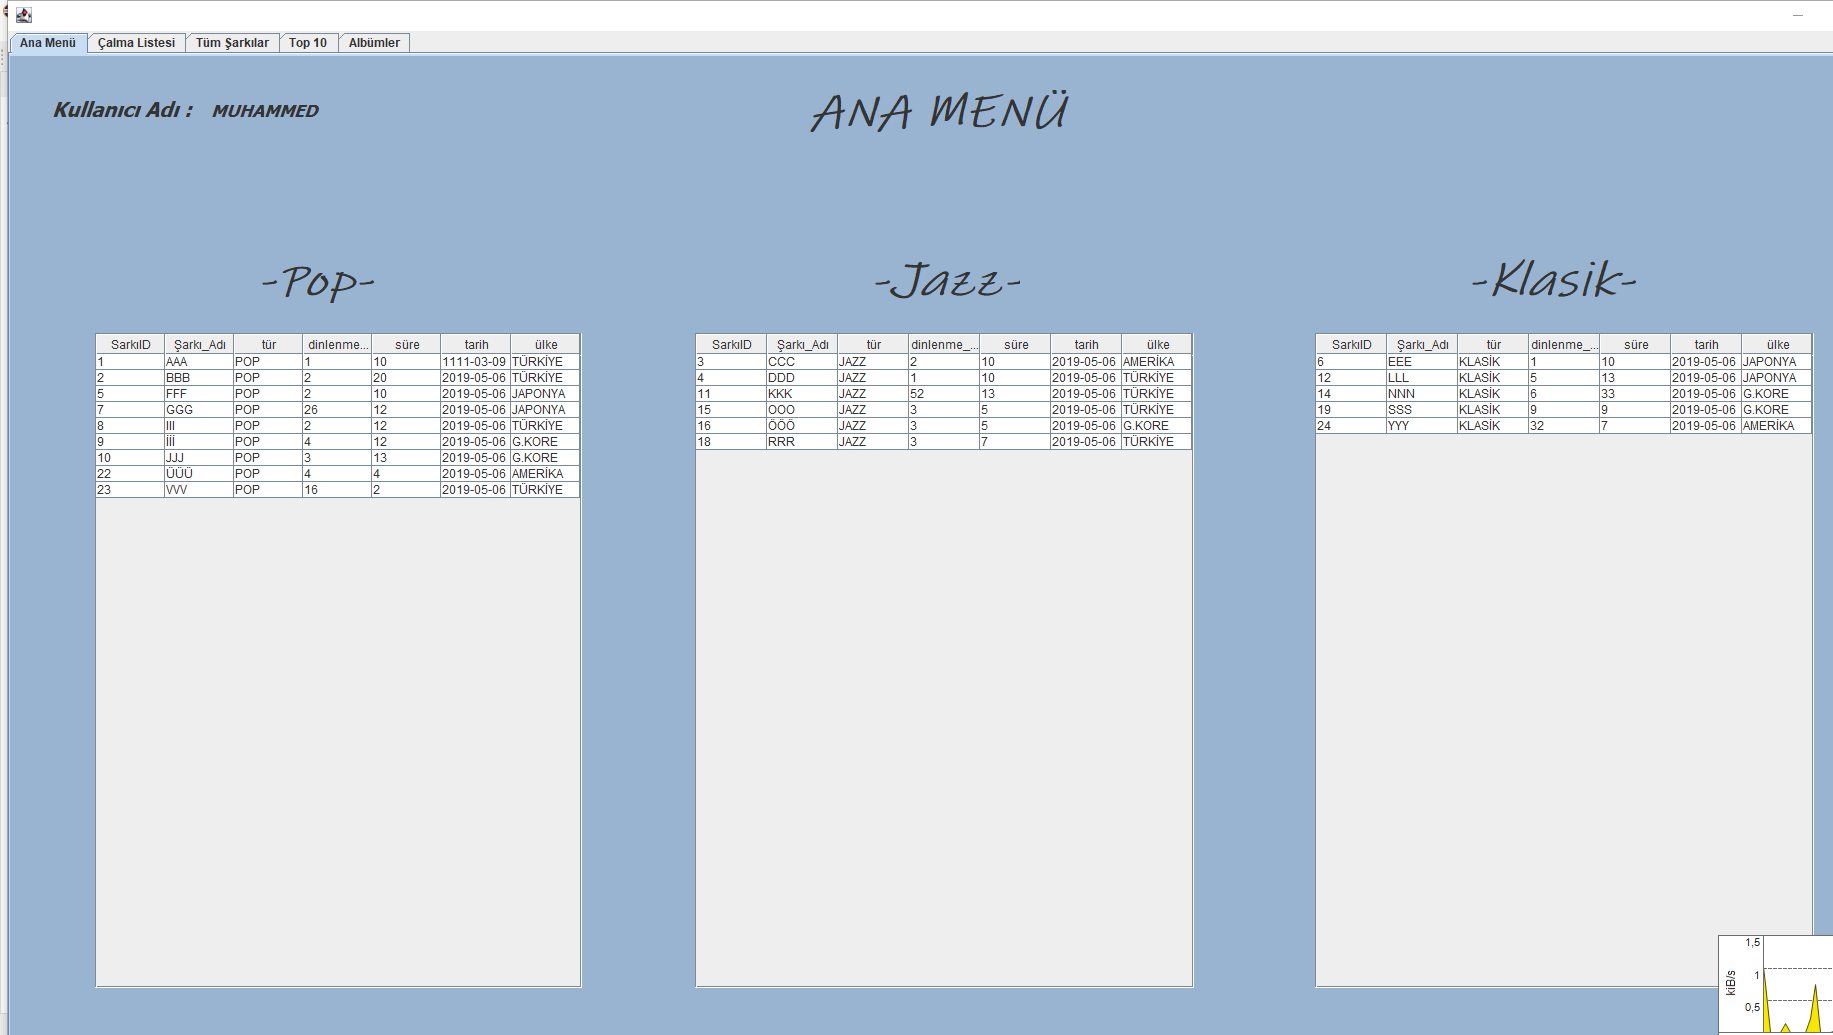 Ana Menü Çalma Listesi Tüm Şarkılar Top 10 Albümler
Kullanıcı Adı : MUHAMMED
ANA MENÜ
-Pop-
SarkıID Şarkı_Adı tür dinlenme... süre tarih ülke
1 AAA POP 1 10 1111-03-09 TÜRKİYE
2 BBB POP 2 20 2019-05-06 TÜRKİYE
5 FFF POP 2 10 2019-05-06 JAPONYA
7 GGG POP 26 12 2019-05-06 JAPONYA
8 III POP 2 12 2019-05-06 TÜRKİYE
9 İİİ POP 4 12 2019-05-06 G.KORE
10 JJJ POP 3 13 2019-05-06 G.KORE
22 ÜÜÜ POP 4 4 2019-05-06 AMERİKA
23 VVV POP 16 2 2019-05-06 TÜRKİYE
-Jazz-
SarkıID Şarkı_Adı tür dinlenme_... süre tarih ülke
3 CCC JAZZ 2 10 2019-05-06 AMERİKA
4 DDD JAZZ 1 10 2019-05-06 TÜRKİYE
11 KKK JAZZ 52 13 2019-05-06 TÜRKİYE
15 OOO JAZZ 3 5 2019-05-06 TÜRKİYE
16 ÖÖÖ JAZZ 3 5 2019-05-06 G.KORE
18 RRR JAZZ 3 7 2019-05-06 TÜRKİYE
-Klasik-
SarkıID Şarkı_Adı tür dinlenme_... süre tarih ülke
6 EEE KLASİK 1 10 2019-05-06 JAPONYA
12 LLL KLASİK 5 13 2019-05-06 JAPONYA
14 NNN KLASİK 6 33 2019-05-06 G.KORE
19 SSS KLASİK 9 9 2019-05-06 G.KORE
24 YYY KLASİK 32 7 2019-05-06 AMERİKA
1,5
1
0,5
kiB/s